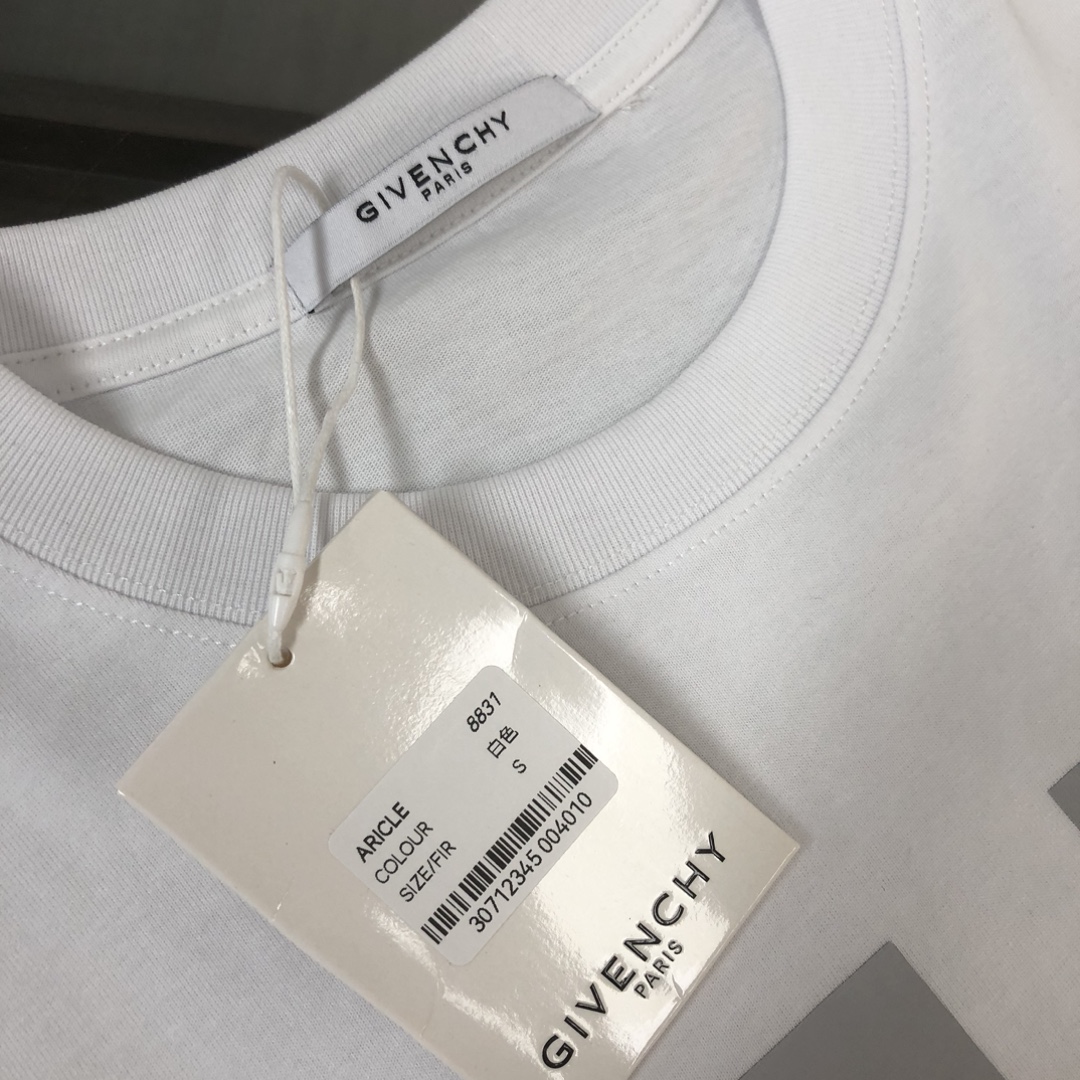 GIVENCHY
PARIS
8831
白色
S
ARICLE
COLOUR
SIZE/FIR
30712345 004010
GIVENCHY
PARIS